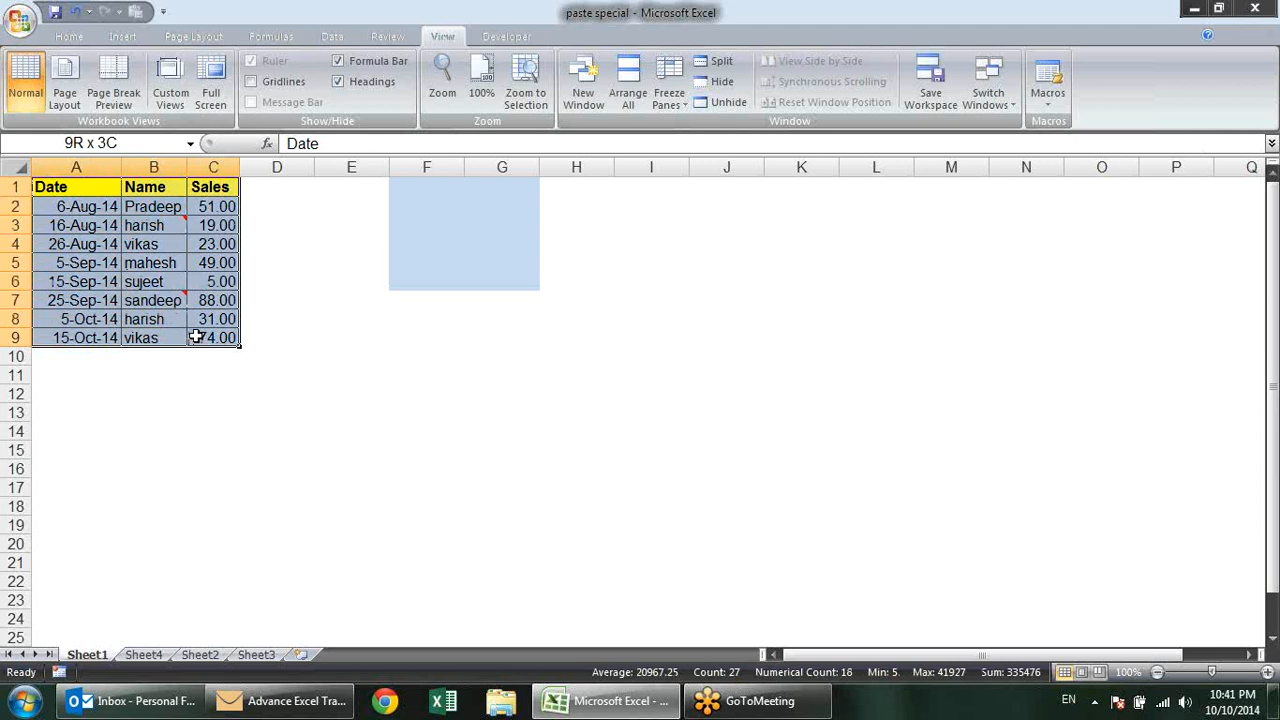 paste special - Microsoft Excel
Home Insert Page Layout Formulas Data Review View Developer
Normal
Page Layout
Page Break Preview
Custom Views
Full Screen
Workbook Views
Ruler
Gridlines
Message Bar
Formula Bar
Headings
Show/Hide
Zoom
100%
Zoom to Selection
Zoom
New Window
Arrange All
Freeze Panes
Split
Hide
Unhide
View Side by Side
Synchronous Scrolling
Reset Window Position
Window
Save Workspace
Switch Windows
Macros
Macros
9R x 3C fx Date
A B C D E F G H I J K L M N O P Q
1 Date Name Sales
2 6-Aug-14 Pradeep 51.00
3 16-Aug-14 harish 19.00
4 26-Aug-14 vikas 23.00
5 5-Sep-14 mahesh 49.00
6 15-Sep-14 sujeet 5.00
7 25-Sep-14 sandeep 88.00
8 5-Oct-14 harish 31.00
9 15-Oct-14 vikas 74.00
10
11
12
13
14
15
16
17
18
19
20
21
22
23
24
25
Sheet1 Sheet4 Sheet2 Sheet3
Ready Average: 20967.25 Count: 27 Numerical Count: 16 Min: 5 Max: 41927 Sum: 335476 100%
Inbox - Personal F... Advance Excel Tra... Microsoft Excel - ... GoToMeeting EN 10:41 PM
10/10/2014